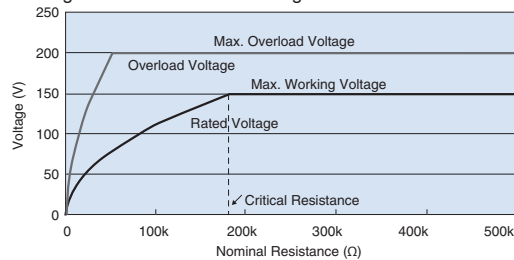 250
200
150
100
50
0
Voltage (V)
Max. Overload Voltage
Overload Voltage
Max. Working Voltage
Rated Voltage
Critical Resistance
0 100k 200k 300k 400k 500k
Nominal Resistance (Ω)